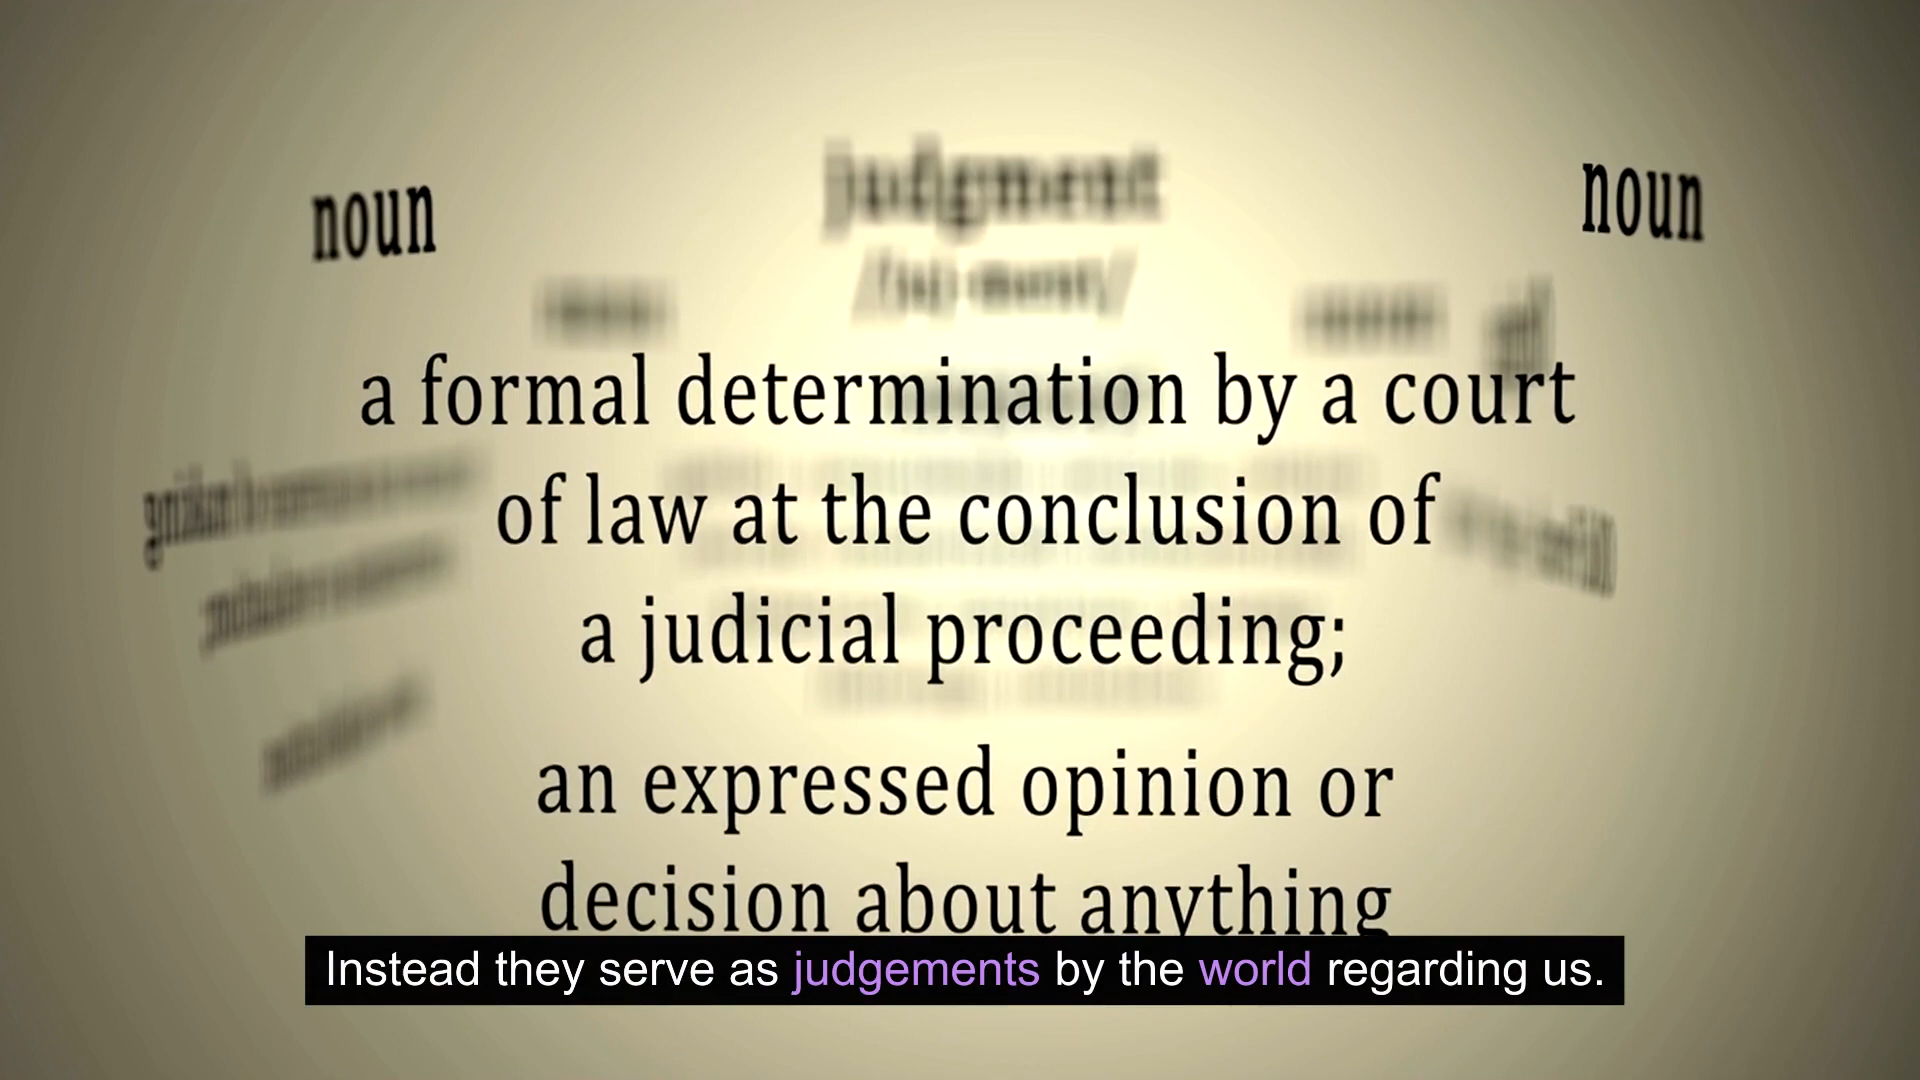 judgment
noun
noun
a formal determination by a court
of law at the conclusion of
a judicial proceeding;
an expressed opinion or
decision about anything
Instead they serve as judgements by the world regarding us.